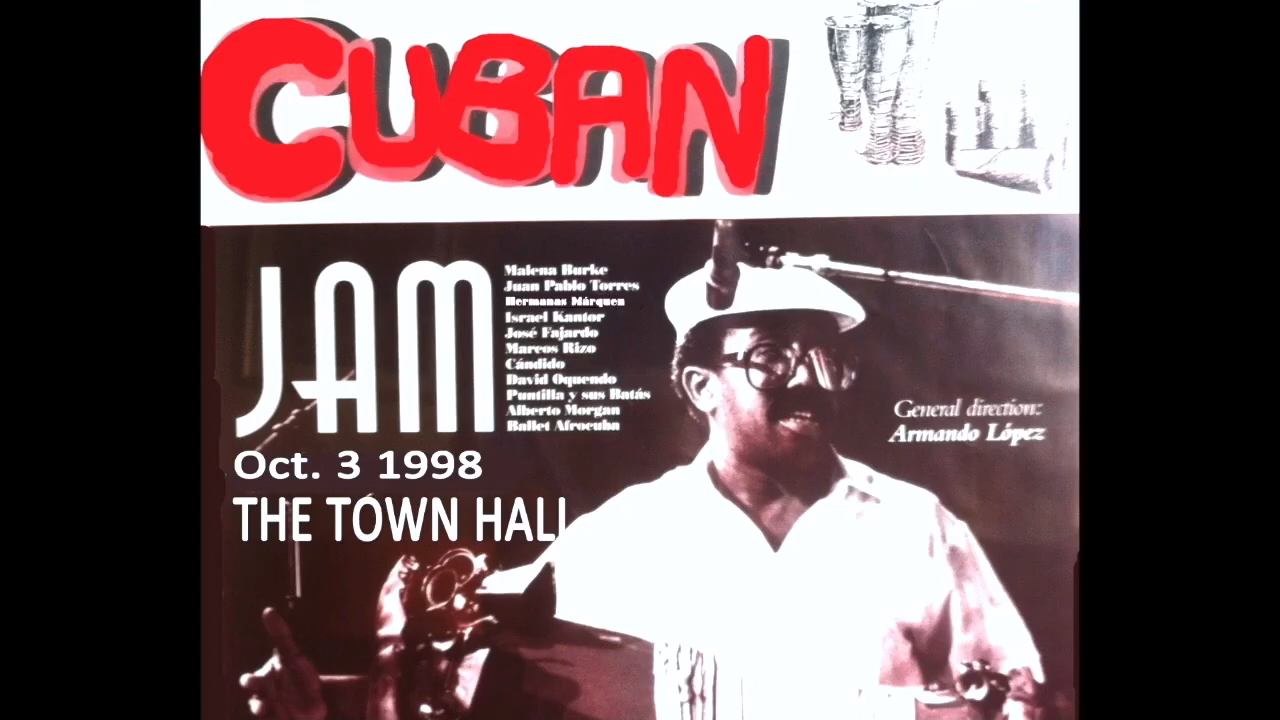 CUBAN
JAM
Malena Burke
Juan Pablo Torres
Hermanas Márquen
Israel Kantor
José Fajardo
Marcos Rizo
Cándido
David Oquendo
Puntilla y sus Batás
Alberto Morgan
Ballet Afrocuba
General direction:
Armando López
Oct. 3 1998
THE TOWN HALL